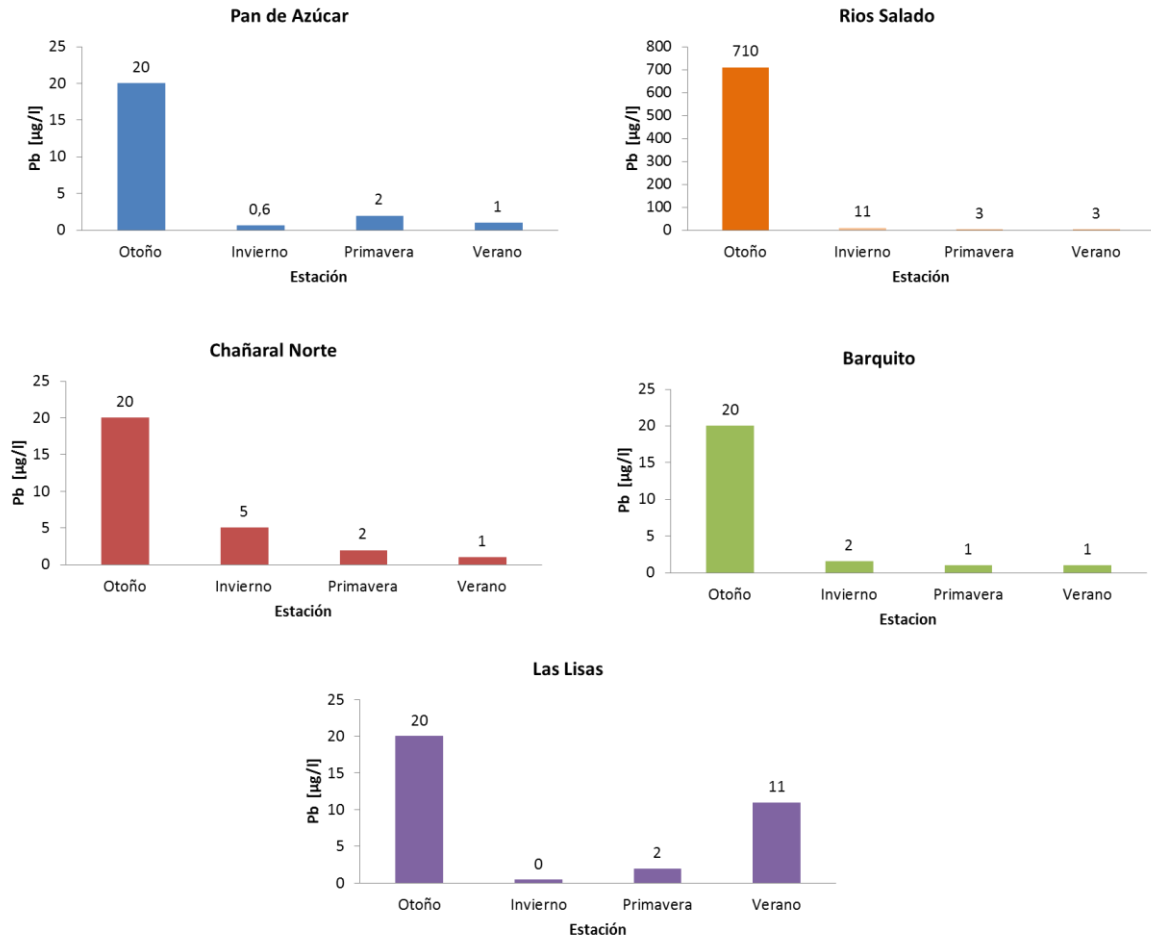 Pan de Azúcar
Pb [µg/l]
25
20
15
10
5
0
20
0,6
2
1
Otoño Invierno Primavera Verano
Estación
Rios Salado
Pb [µg/l]
800
700
600
500
400
300
200
100
0
710
11
3
3
Otoño Invierno Primavera Verano
Estación
Chañaral Norte
Pb [µg/l]
25
20
15
10
5
0
20
5
2
1
Otoño Invierno Primavera Verano
Estación
Barquito
Pb [µg/l]
25
20
15
10
5
0
20
2
1
1
Otoño Invierno Primavera Verano
Estacion
Las Lisas
Pb [µg/l]
25
20
15
10
5
0
20
0
2
11
Otoño Invierno Primavera Verano
Estación